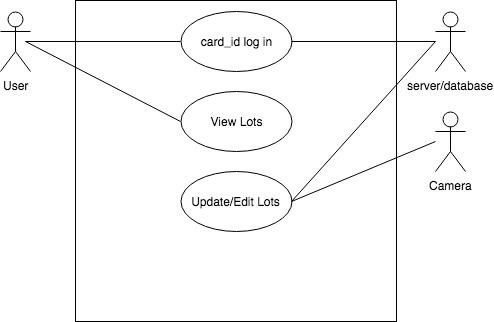 card_id log in
User
server/database
View Lots
Camera
Update/Edit Lots